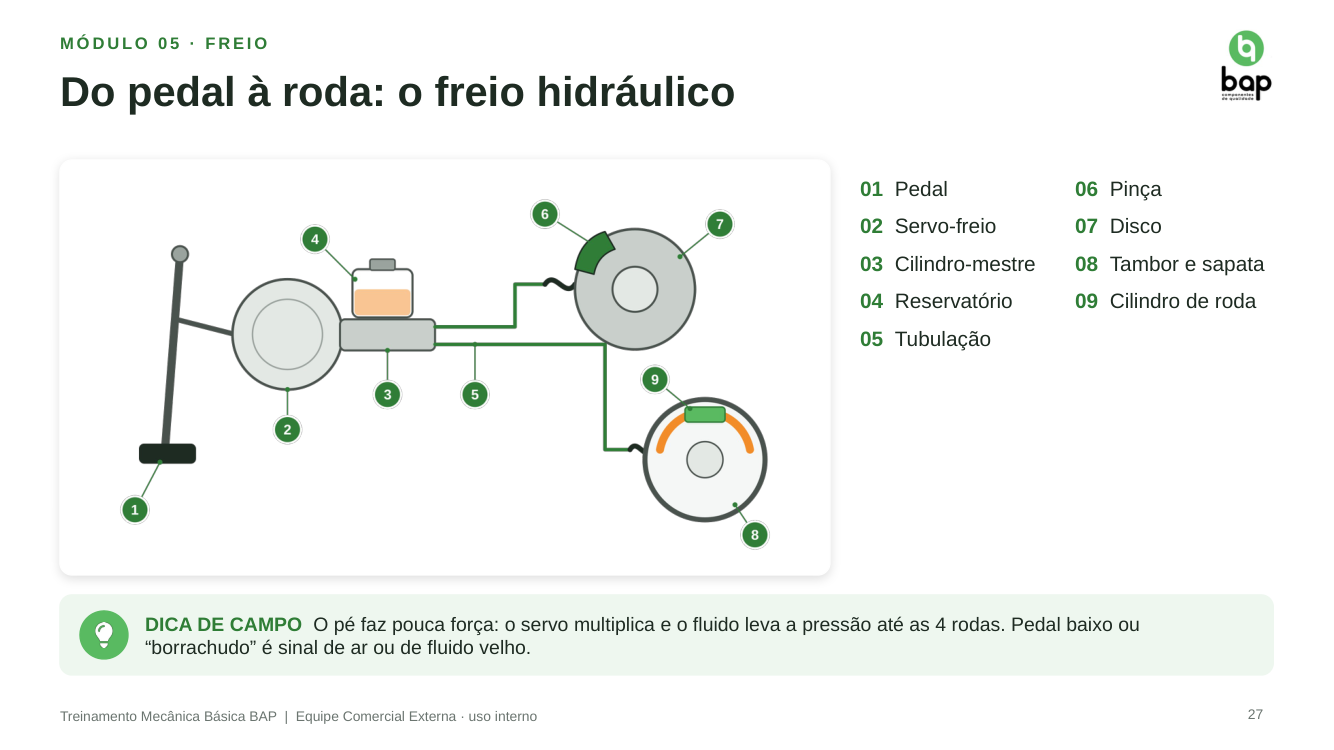 MÓDULO 05 · FREIO
Do pedal à roda: o freio hidráulico
bap
componentes
de qualidade
6
7
4
9
3
5
2
1
8
01 Pedal
02 Servo-freio
03 Cilindro-mestre
04 Reservatório
05 Tubulação
06 Pinça
07 Disco
08 Tambor e sapata
09 Cilindro de roda
DICA DE CAMPO O pé faz pouca força: o servo multiplica e o fluido leva a pressão até as 4 rodas. Pedal baixo ou
“borrachudo” é sinal de ar ou de fluido velho.
Treinamento Mecânica Básica BAP | Equipe Comercial Externa · uso interno
27